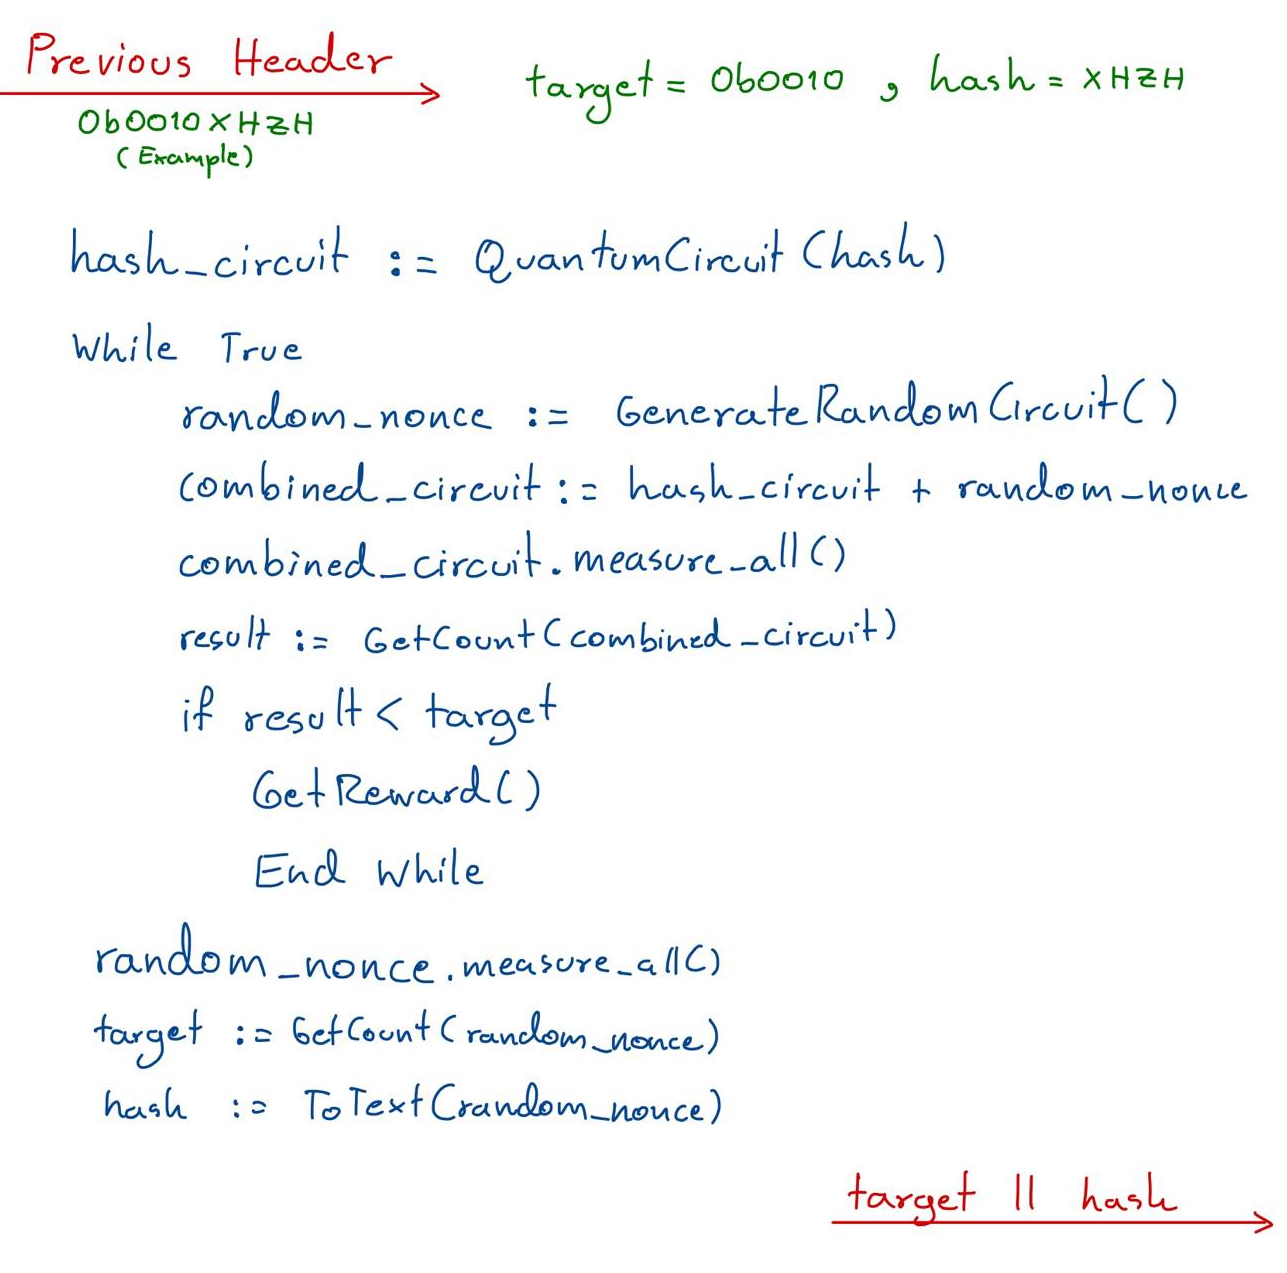 Previous Header
0b0010XHZH
(Example)
target = 0b0010 , hash = XHZH
hash_circuit := QuantumCircuit(hash)
While True
random_nonce := GenerateRandomCircuit()
combined_circuit := hash_circuit + random_nonce
combined_circuit.measure_all()
result := GetCount(combined_circuit)
if result < target
GetReward()
End While
random_nonce.measure_all()
target := GetCount(random_nonce)
hash := ToText(random_nonce)
target || hash